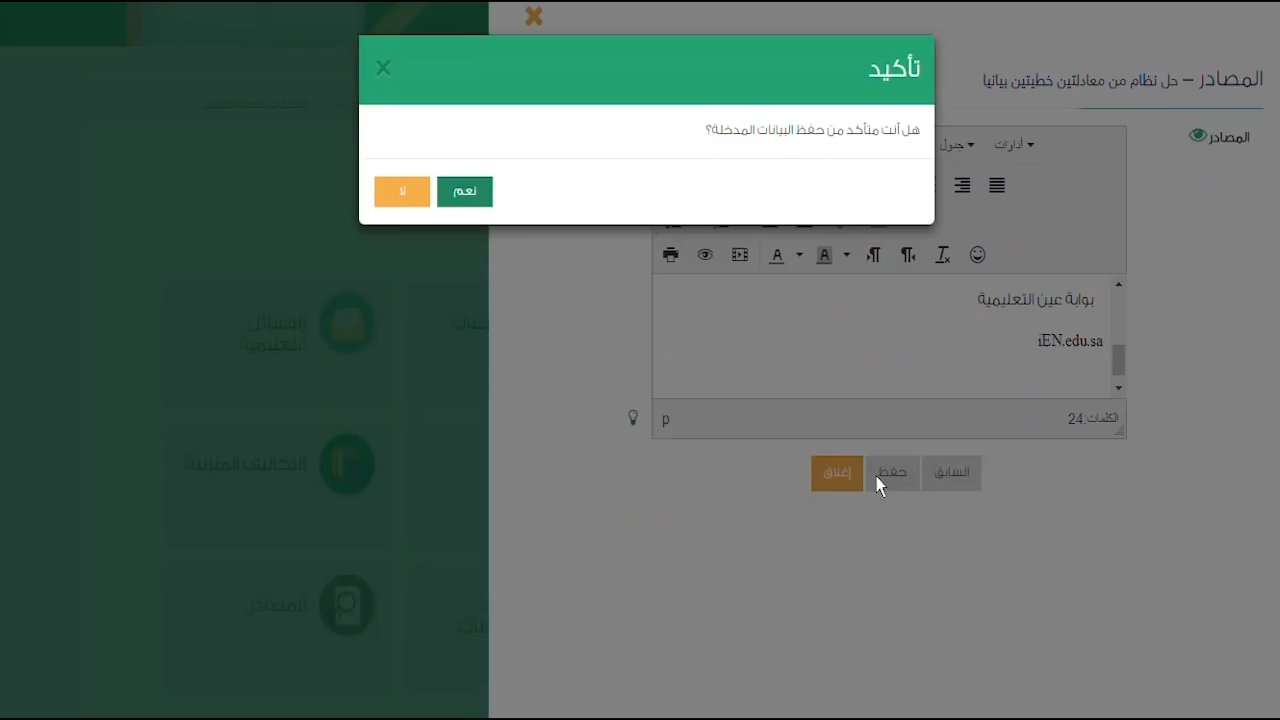 تأكيد
هل أنت متأكد من حفظ البيانات المدخلة؟
نعم
لا
المصادر – حل نظام من معادلتين خطيتين بيانيا
المصادر
أدوات
جدول
بوابة عين التعليمية
iEN.edu.sa
الكلمات:24
p
السابق
حفظ
إغلاق
الوسائل
التعليمية
التكاليف المنزلية
المصادر